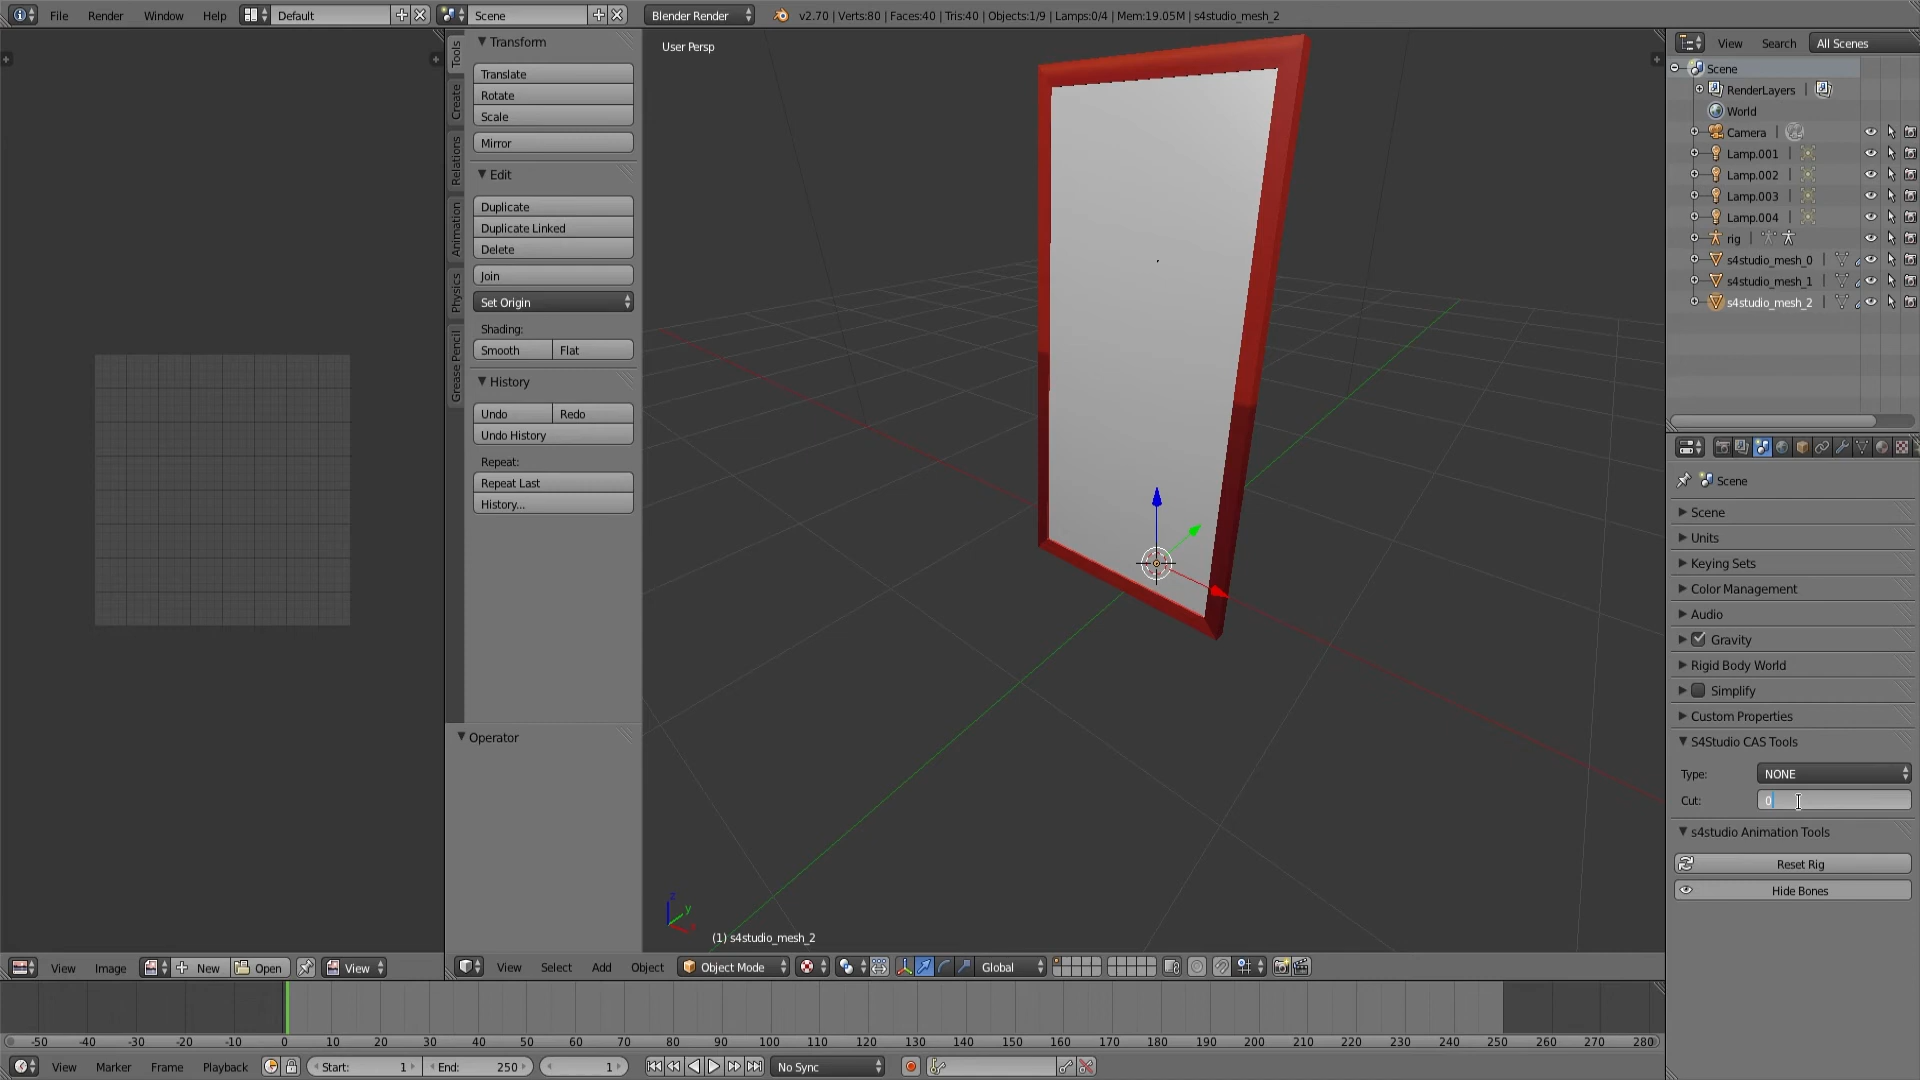 File Render Window Help Default Scene Blender Render v2.70 | Verts:80 | Faces:40 | Tris:40 | Objects:1/9 | Lamps:0/4 | Mem:19.05M | s4studio_mesh_2
Tools
Create
Relations
Animation
Physics
Grease Pencil
Transform
Translate
Rotate
Scale
Mirror
Edit
Duplicate
Duplicate Linked
Delete
Join
Set Origin
Shading:
Smooth Flat
History
Undo Redo
Undo History
Repeat:
Repeat Last
History...
Operator
User Persp
z
y
(1) s4studio_mesh_2
View Search All Scenes
Scene
RenderLayers
World
Camera
Lamp.001
Lamp.002
Lamp.003
Lamp.004
rig
s4studio_mesh_0
s4studio_mesh_1
s4studio_mesh_2
Scene
Scene
Units
Keying Sets
Color Management
Audio
Gravity
Rigid Body World
Simplify
Custom Properties
S4Studio CAS Tools
Type: NONE
Cut: 0
s4studio Animation Tools
Reset Rig
Hide Bones
View Image New Open View
View Select Add Object Object Mode Global
-50 -40 -30 -20 -10 0 10 20 30 40 50 60 70 80 90 100 110 120 130 140 150 160 170 180 190 200 210 220 230 240 250 260 270 280
View Marker Frame Playback Start: 1 End: 250 1 No Sync